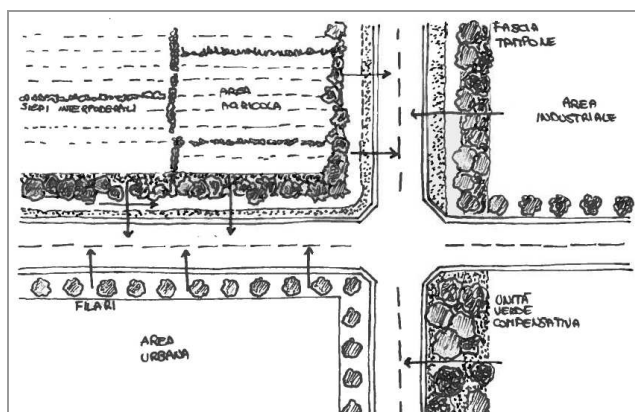 FASCIA
TAMPONE
AREA
AGRICOLA
SIEPI INTERPODERALI
AREA
INDUSTRIALE
FILARI
AREA
URBANA
UNITÀ
VERDE
COMPENSATIVA